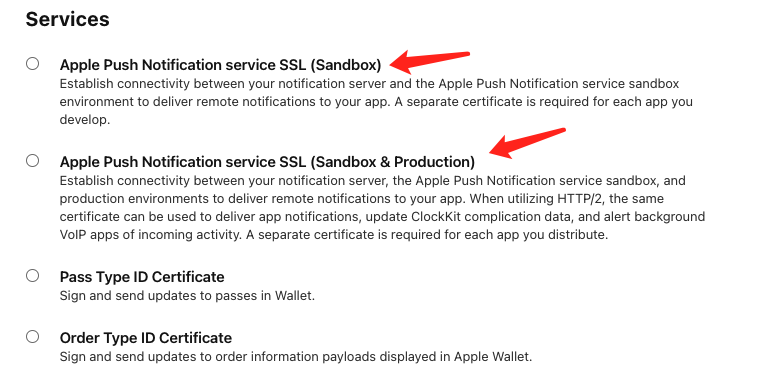 Services
Apple Push Notification service SSL (Sandbox)
Establish connectivity between your notification server and the Apple Push Notification service sandbox
environment to deliver remote notifications to your app. A separate certificate is required for each app you
develop.
Apple Push Notification service SSL (Sandbox & Production)
Establish connectivity between your notification server, the Apple Push Notification service sandbox, and
production environments to deliver remote notifications to your app. When utilizing HTTP/2, the same
certificate can be used to deliver app notifications, update ClockKit complication data, and alert background
VoIP apps of incoming activity. A separate certificate is required for each app you distribute.
Pass Type ID Certificate
Sign and send updates to passes in Wallet.
Order Type ID Certificate
Sign and send updates to order information payloads displayed in Apple Wallet.